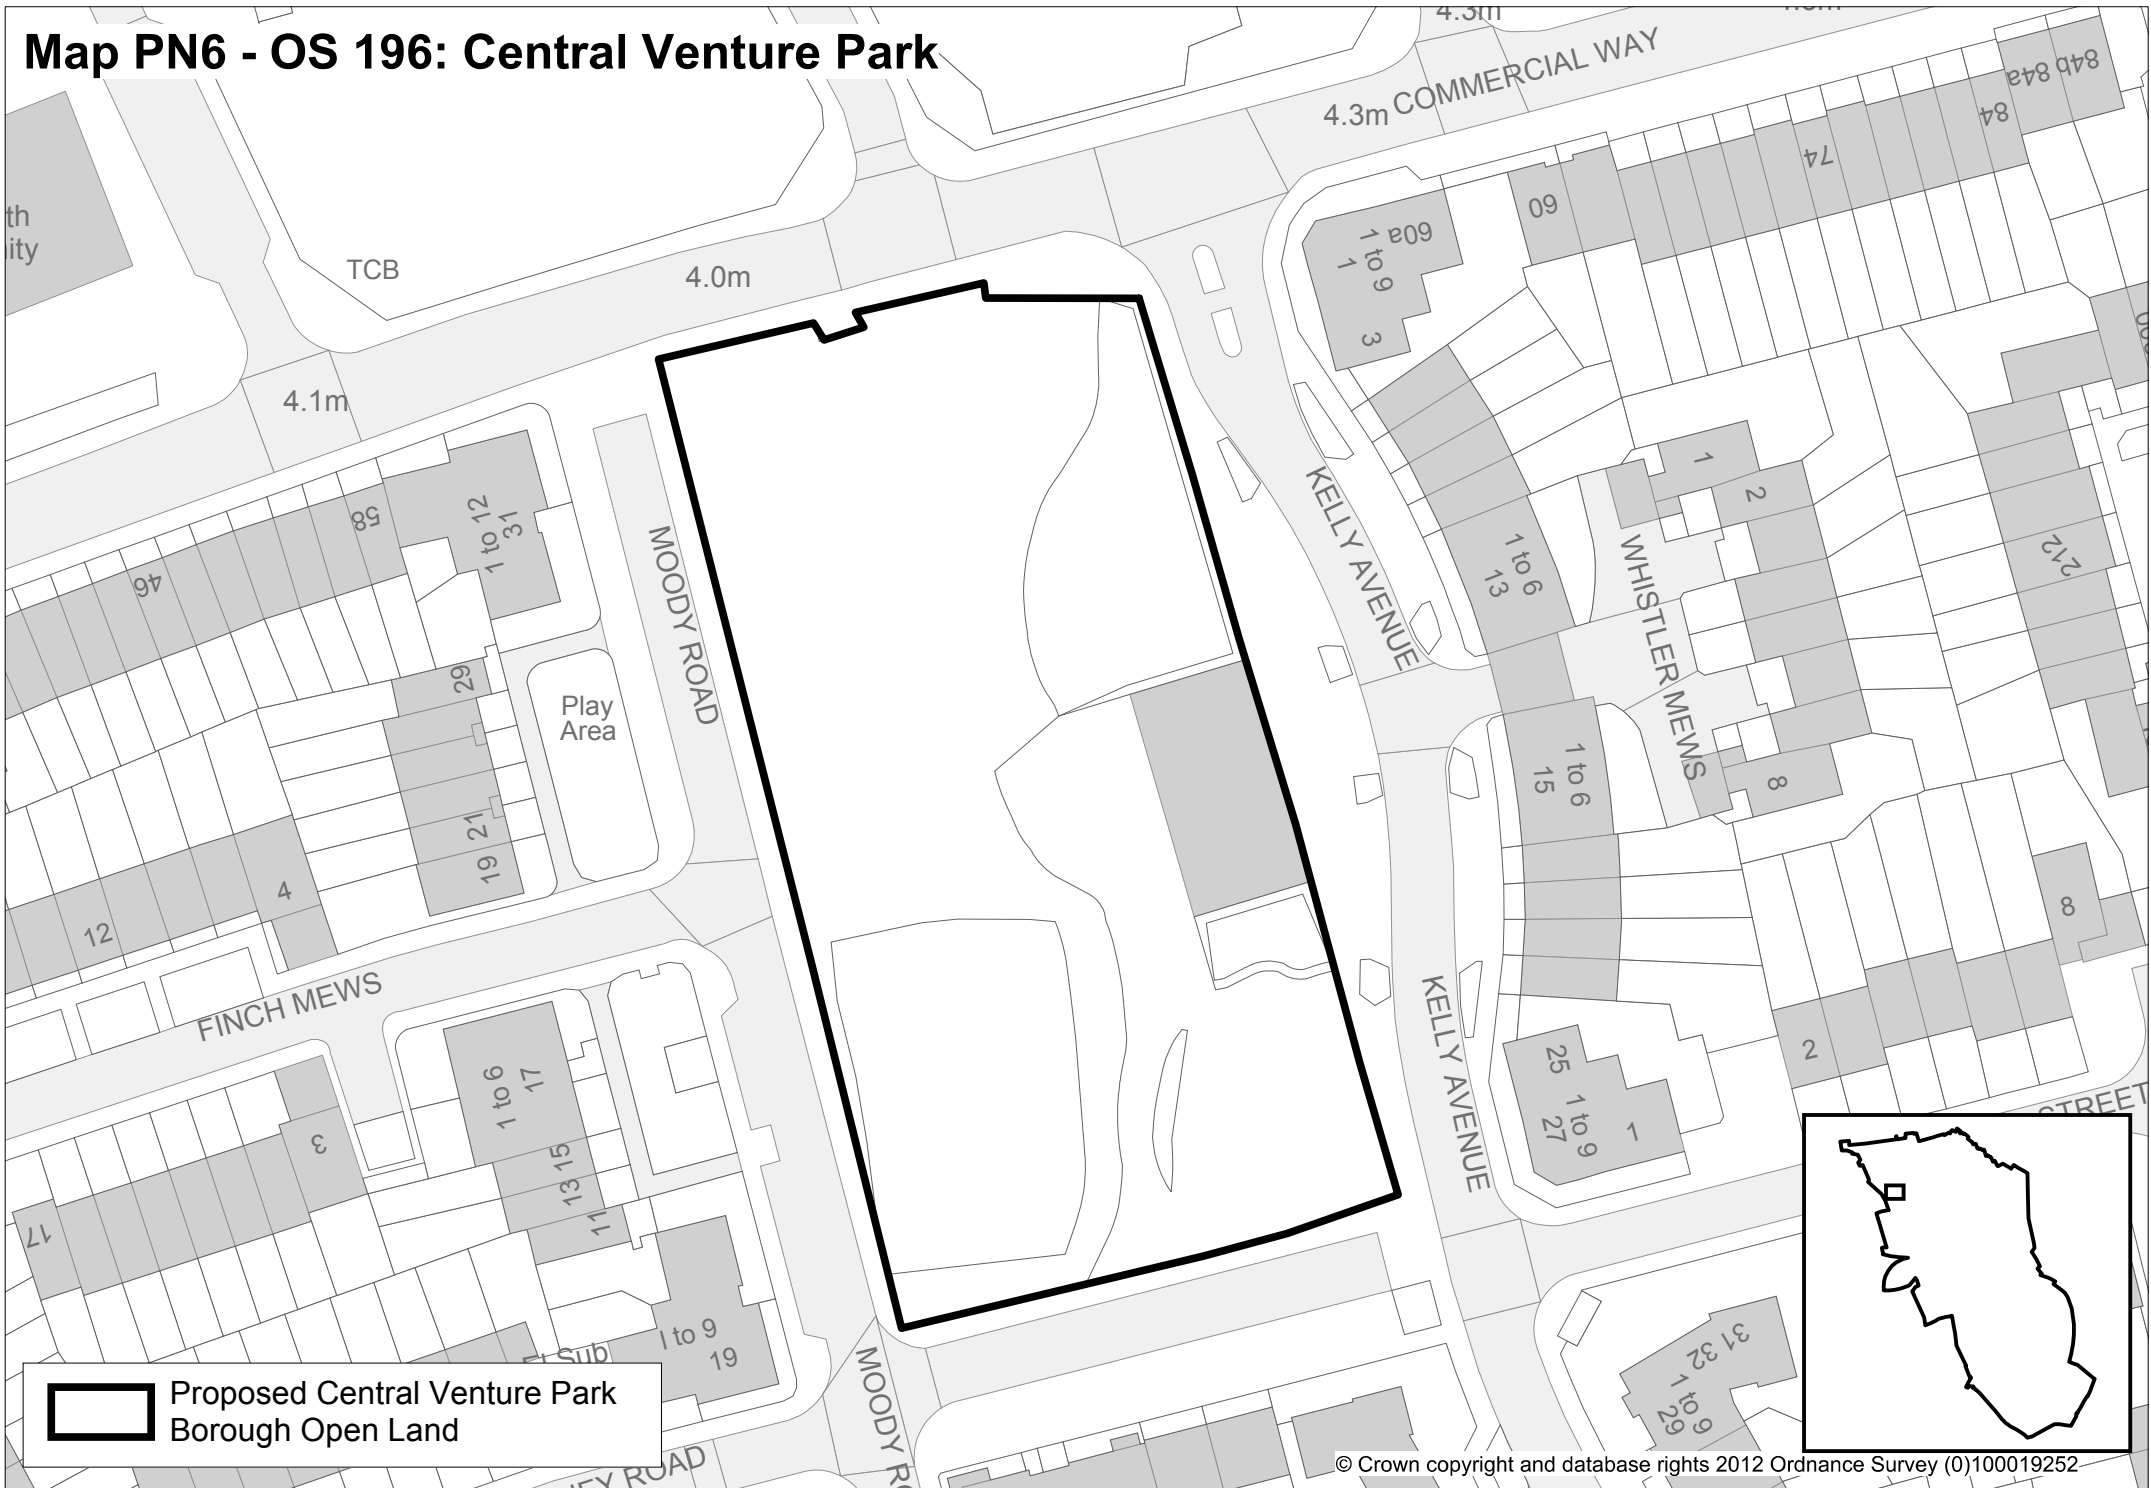 Map PN6 - OS 196: Central Venture Park
4.3m
COMMERCIAL WAY
4.3m
84a 84b
84
74
60
60a
1 to 9
1
3
TCB
4.0m
4.1m
58
46
1 to 12
31
MOODY ROAD
KELLY AVENUE
1 to 6
13
WHISTLER MEWS
1
2
212
29
Play
Area
21
19
1 to 6
15
8
4
12
8
FINCH MEWS
KELLY AVENUE
2
1 to 6
17
25
1 to 9
27
1
STREET
3
15
13
11
17
El Sub
1 to 9
19
MOODY
31 32
1 to 9
29
ROAD
Proposed Central Venture Park
Borough Open Land
© Crown copyright and database rights 2012 Ordnance Survey (0)100019252